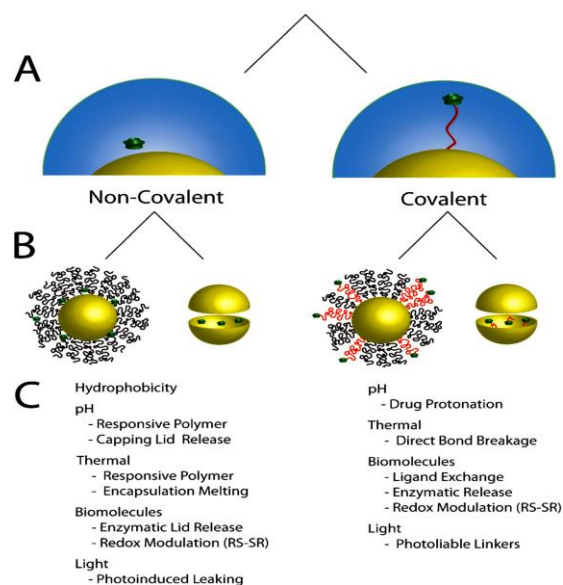 A
Non-Covalent
Covalent
B
C
Hydrophobicity
pH
- Responsive Polymer
- Capping Lid Release
Thermal
- Responsive Polymer
- Encapsulation Melting
Biomolecules
- Enzymatic Lid Release
- Redox Modulation (RS-SR)
Light
- Photoinduced Leaking
pH
- Drug Protonation
Thermal
- Direct Bond Breakage
Biomolecules
- Ligand Exchange
- Enzymatic Release
- Redox Modulation (RS-SR)
Light
- Photoliable Linkers